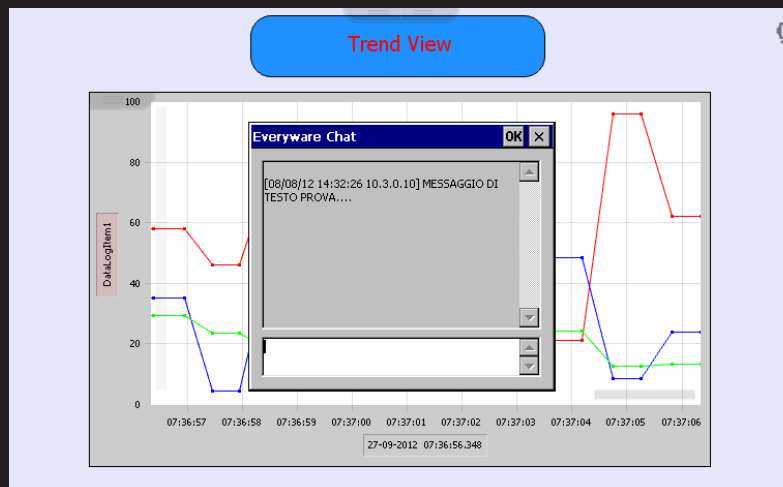 Trend View
Everyware Chat OK
[08/08/12 14:32:26 10.3.0.10] MESSAGGIO DI
TESTO PROVA....
100
80
60
40
20
0
DataLogItem1
07:36:57 07:36:58 07:36:59 07:37:00 07:37:01 07:37:02 07:37:03 07:37:04 07:37:05 07:37:06
27-09-2012 07:36:56.348